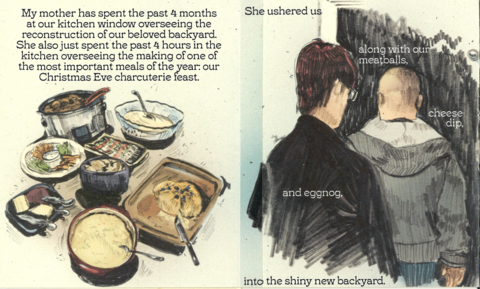 My mother has spent the past 4 months
at our kitchen window overseeing the
reconstruction of our beloved backyard.
She also just spent the past 4 hours in the
kitchen overseeing the making of one of
the most important meals of the year: our
Christmas Eve charcuterie feast.
She ushered us
along with our
meatballs,
cheese
dip,
and eggnog,
into the shiny new backyard.